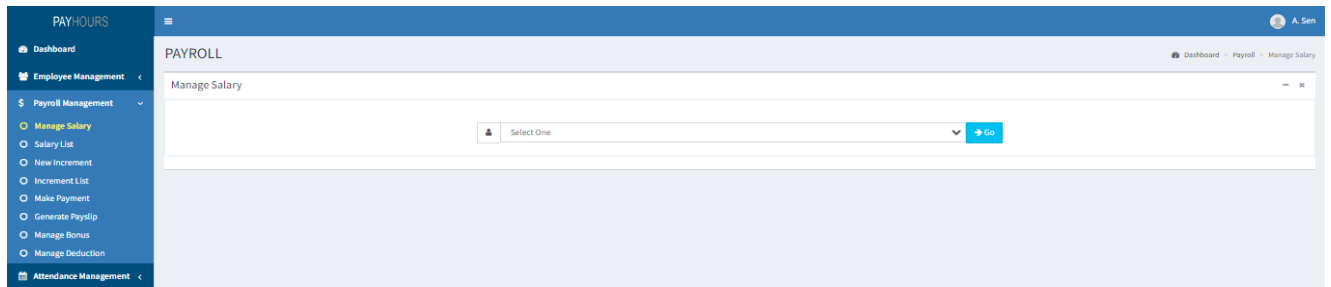 PAYHOURS
A. Sen
Dashboard
Employee Management
$ Payroll Management
Manage Salary
Salary List
New Increment
Increment List
Make Payment
Generate Payslip
Manage Bonus
Manage Deduction
Attendance Management
PAYROLL
Dashboard > Payroll > Manage Salary
Manage Salary
Select One
Go